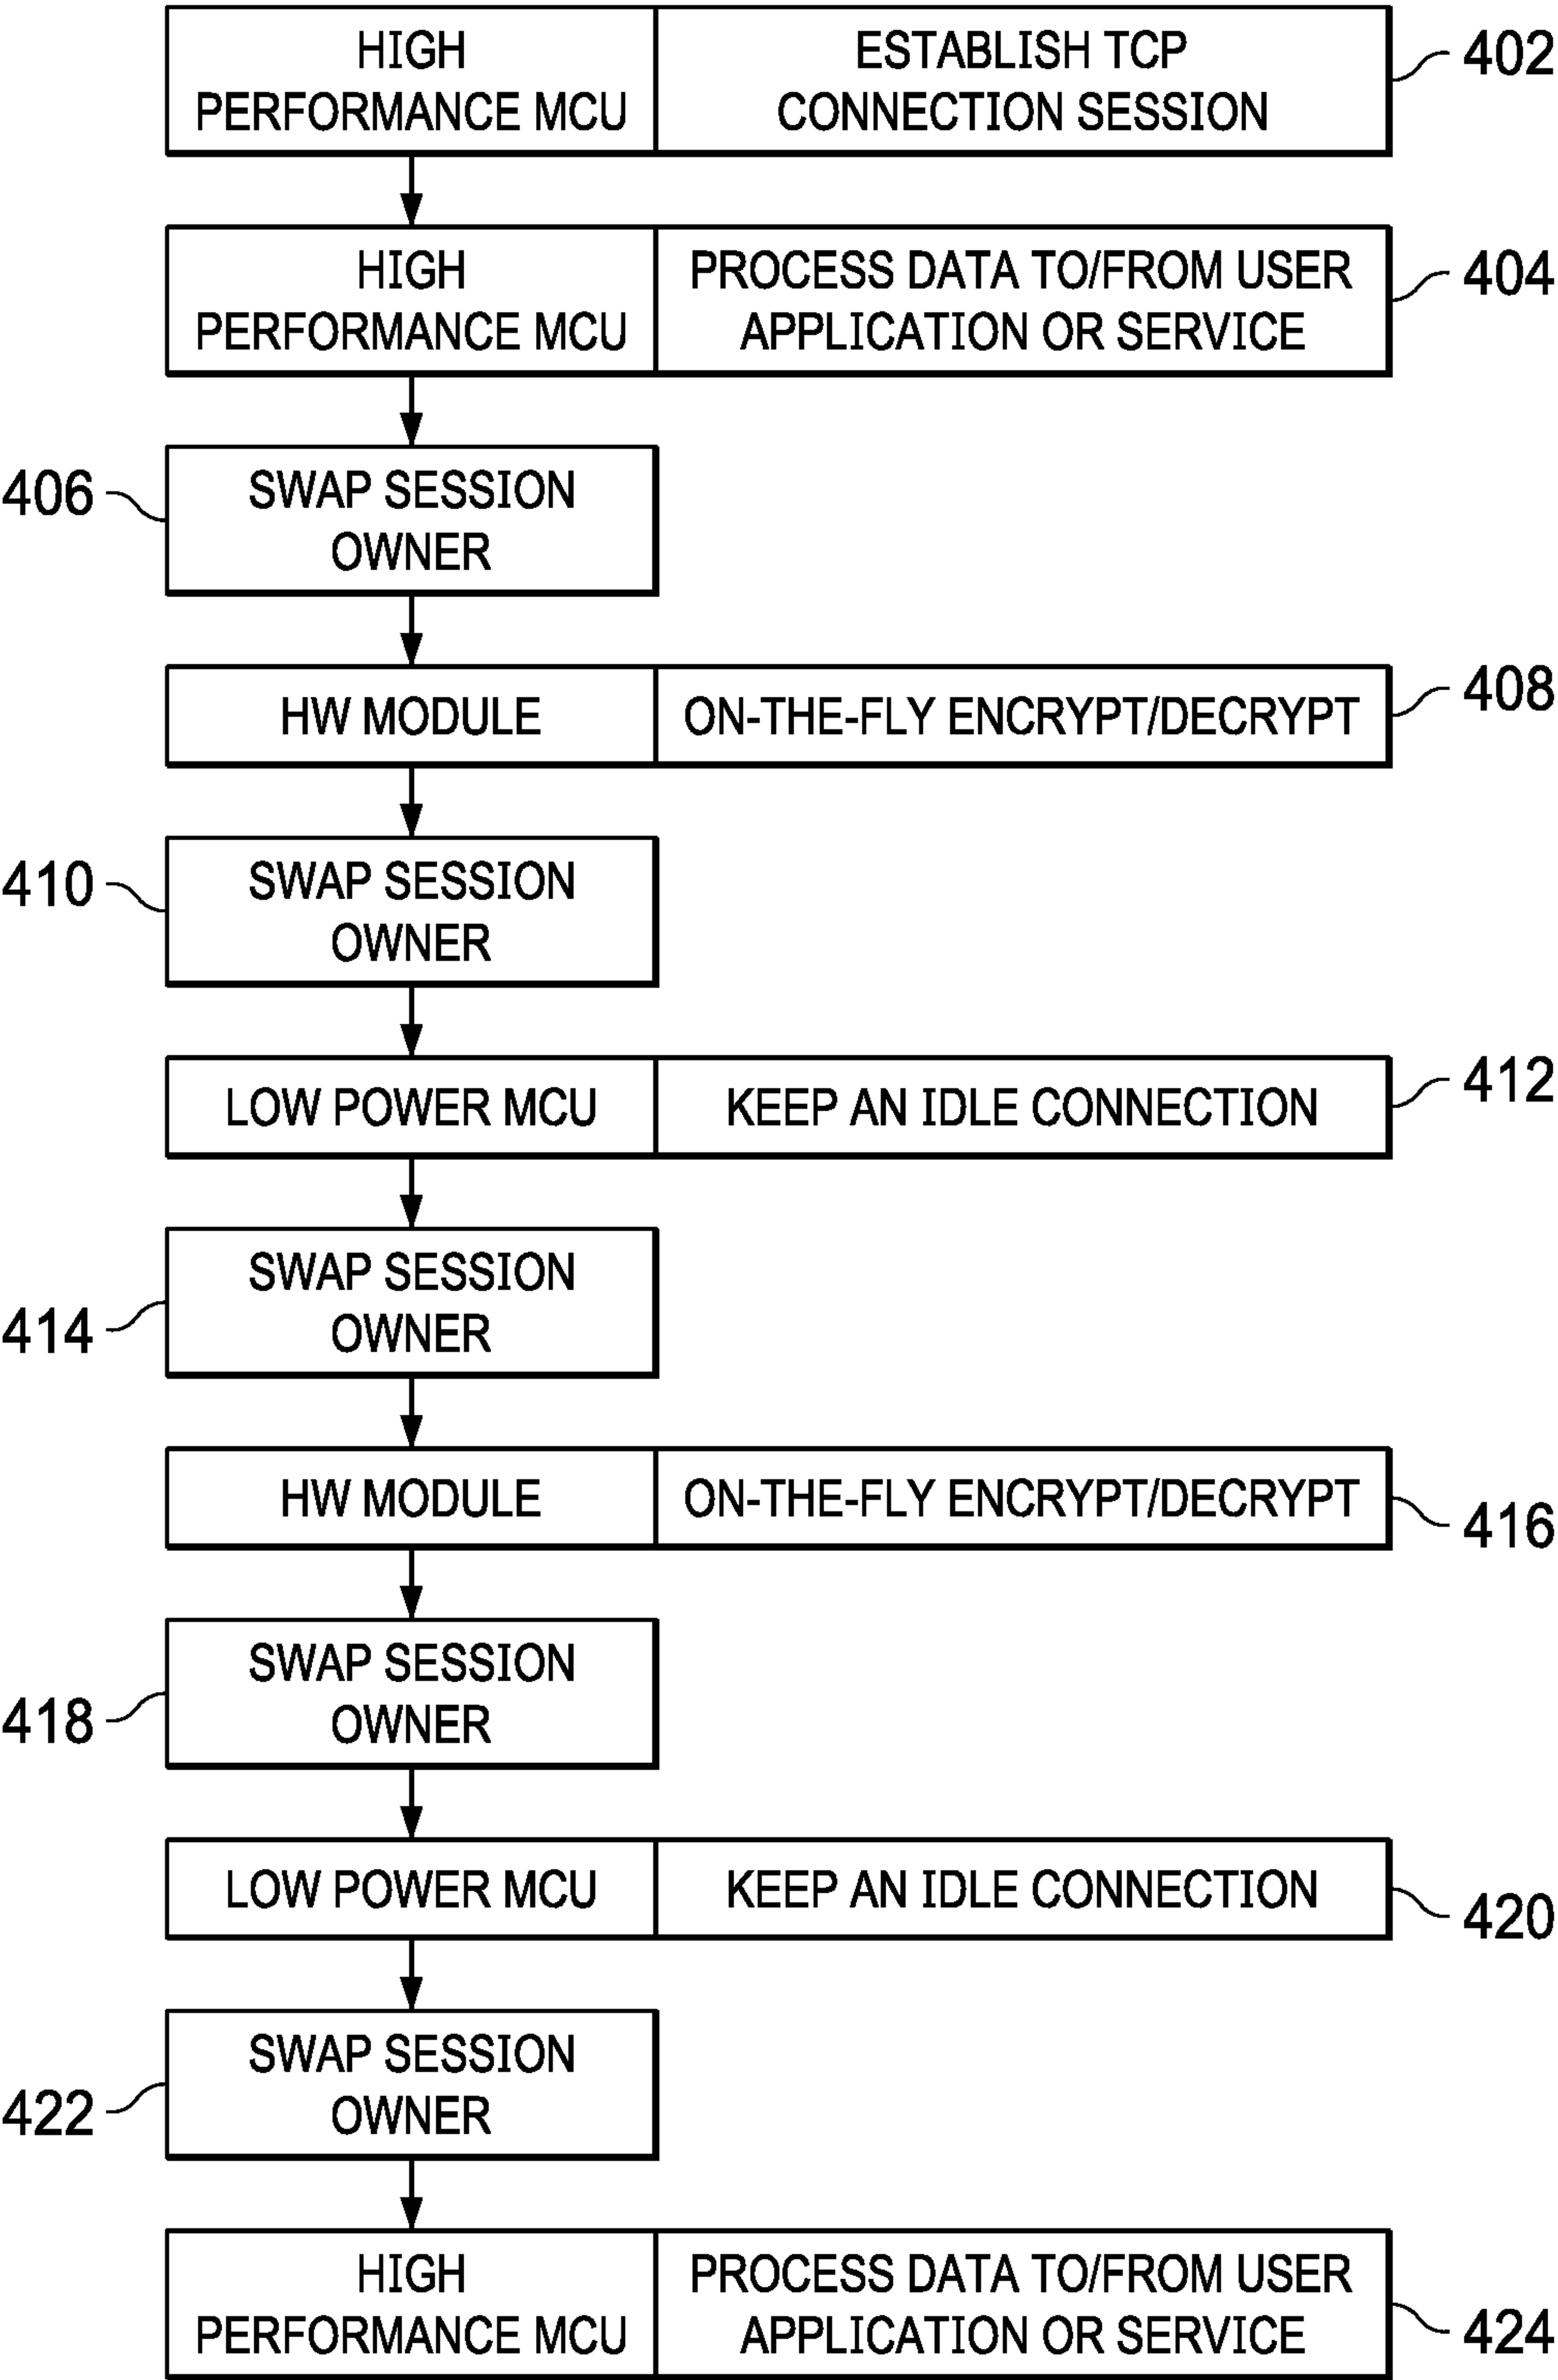 HIGH
PERFORMANCE MCU
ESTABLISH TCP
CONNECTION SESSION
402
HIGH
PERFORMANCE MCU
PROCESS DATA TO/FROM USER
APPLICATION OR SERVICE
404
406
SWAP SESSION
OWNER
HW MODULE
ON-THE-FLY ENCRYPT/DECRYPT
408
410
SWAP SESSION
OWNER
LOW POWER MCU
KEEP AN IDLE CONNECTION
412
414
SWAP SESSION
OWNER
HW MODULE
ON-THE-FLY ENCRYPT/DECRYPT
416
418
SWAP SESSION
OWNER
LOW POWER MCU
KEEP AN IDLE CONNECTION
420
422
SWAP SESSION
OWNER
HIGH
PERFORMANCE MCU
PROCESS DATA TO/FROM USER
APPLICATION OR SERVICE
424